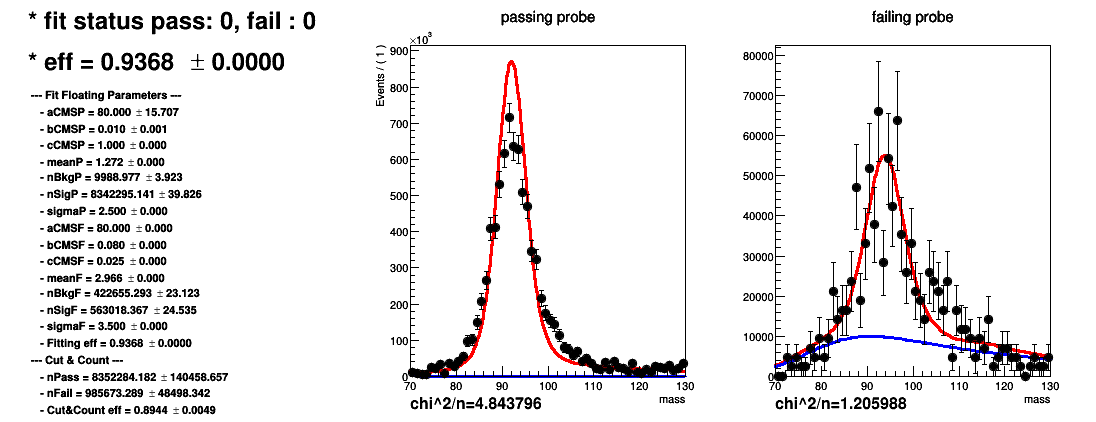 * fit status pass: 0, fail : 0
* eff = 0.9368 ± 0.0000
--- Fit Floating Parameters ---
- aCMSP = 80.000 ± 15.707
- bCMSP = 0.010 ± 0.001
- cCMSP = 1.000 ± 0.000
- meanP = 1.272 ± 0.000
- nBkgP = 9988.977 ± 3.923
- nSigP = 8342295.141 ± 39.826
- sigmaP = 2.500 ± 0.000
- aCMSF = 80.000 ± 0.000
- bCMSF = 0.080 ± 0.000
- cCMSF = 0.025 ± 0.000
- meanF = 2.966 ± 0.000
- nBkgF = 422655.293 ± 23.123
- nSigF = 563018.367 ± 24.535
- sigmaF = 3.500 ± 0.000
- Fitting eff = 0.9368 ± 0.0000
--- Cut & Count ---
- nPass = 8352284.182 ± 140458.657
- nFail = 985673.289 ± 48498.342
- Cut&Count eff = 0.8944 ± 0.0049
passing probe
×10³
Events / ( 1 )
900
800
700
600
500
400
300
200
100
0
70 80 90 100 110 120 130
mass
chi^2/n=4.843796
failing probe
80000
70000
60000
50000
40000
30000
20000
10000
0
70 80 90 100 110 120 130
mass
chi^2/n=1.205988